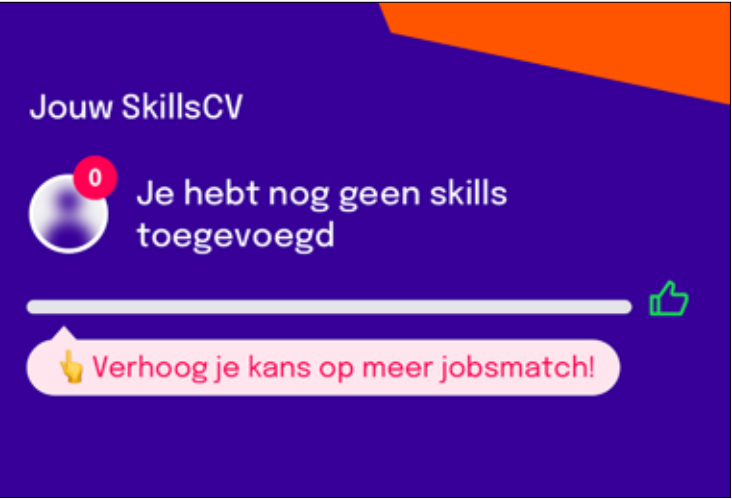 Jouw SkillsCV
0
Je hebt nog geen skills
toegevoegd
👆 Verhoog je kans op meer jobsmatch!